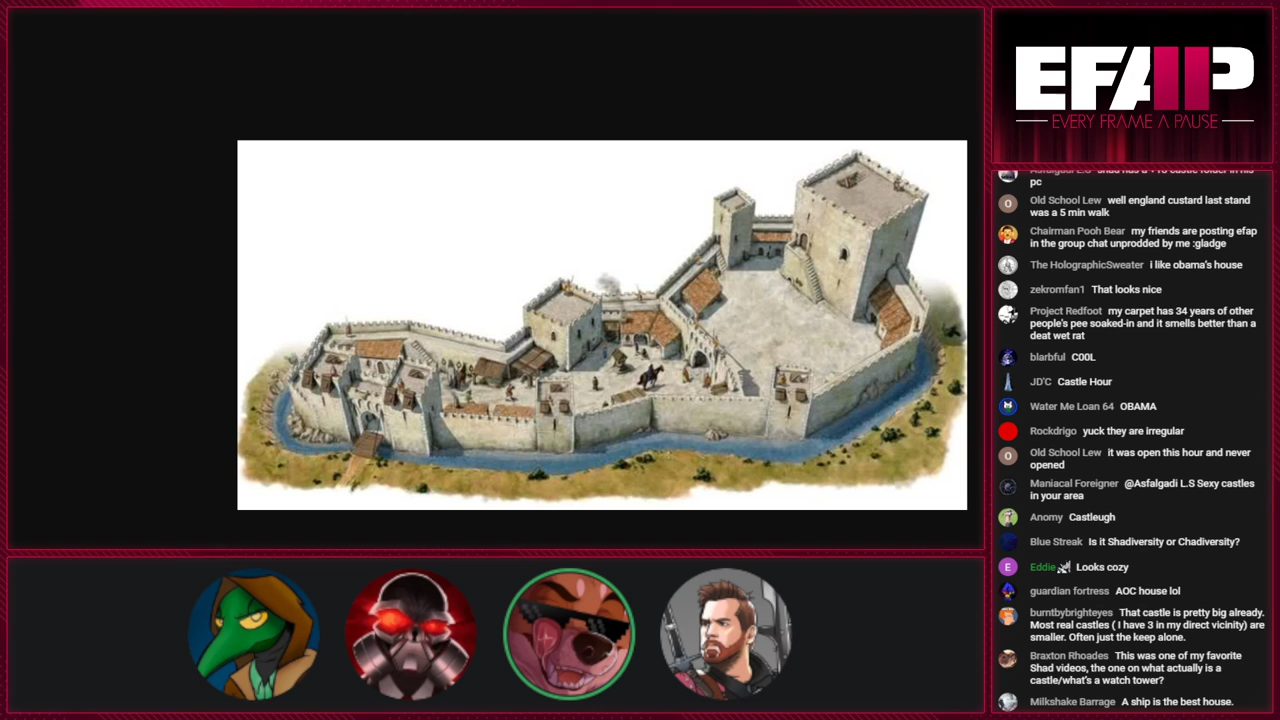 EFAP
EVERY FRAME A PAUSE
pc
Old School Lew well england custard last stand
was a 5 min walk
Chairman Pooh Bear my friends are posting efap
in the group chat unprodded by me :gladge
The HolographicSweater i like obama's house
zekromfan1 That looks nice
Project Redfoot my carpet has 34 years of other
people's pee soaked-in and it smells better than a
deat wet rat
blarbful C00L
JD'C Castle Hour
Water Me Loan 64 OBAMA
Rockdrigo yuck they are irregular
Old School Lew it was open this hour and never
opened
Maniacal Foreigner @Asfalgadi L.S Sexy castles
in your area
Anomy Castleugh
Blue Streak Is it Shadiversity or Chadiversity?
Eddie Looks cozy
guardian fortress AOC house lol
burntbybrighteyes That castle is pretty big already.
Most real castles ( I have 3 in my direct vicinity) are
smaller. Often just the keep alone.
Braxton Rhoades This was one of my favorite
Shad videos, the one on what actually is a
castle/what's a watch tower?
Milkshake Barrage A ship is the best house.